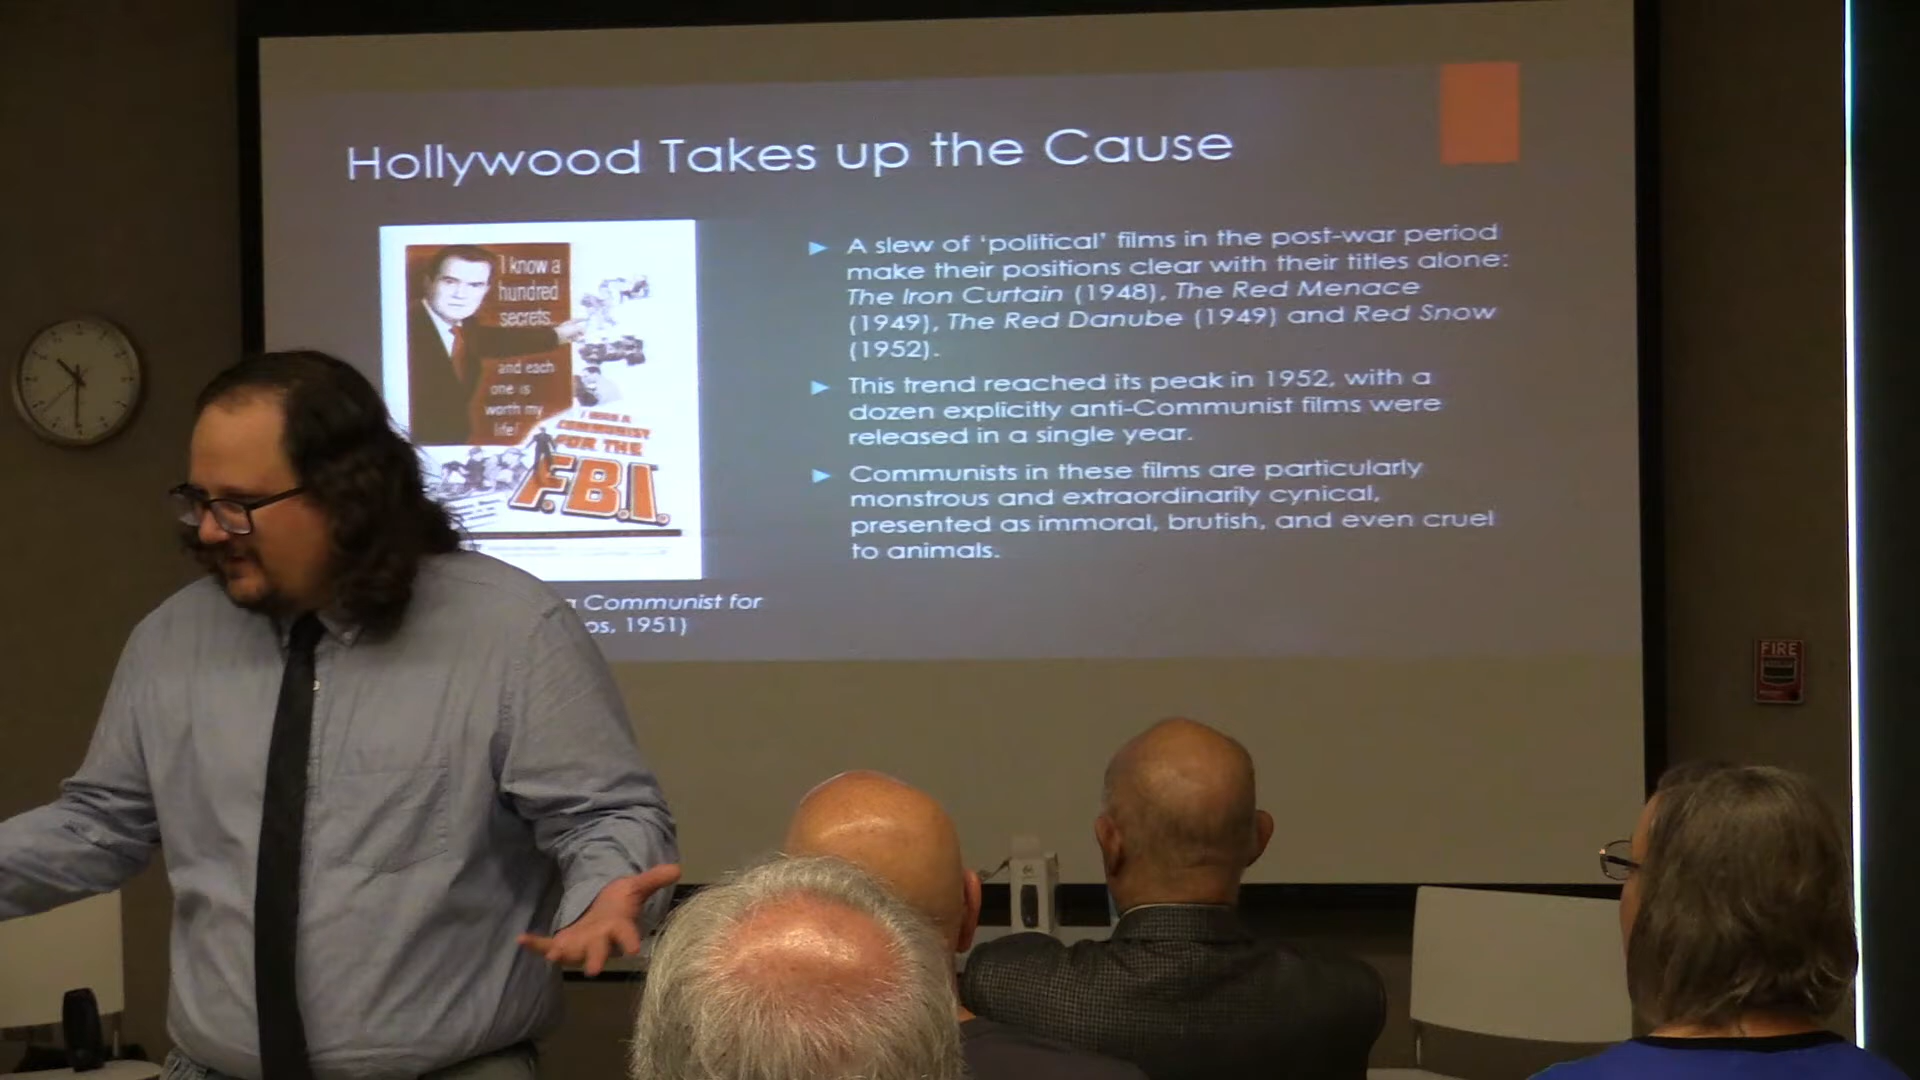 Hollywood Takes up the Cause
I know a
hundred
secrets...
and each
one is
worth my
life!
I WAS A
COMMUNIST
FOR THE
F.B.I.
a Communist for
os, 1951)
► A slew of ‘political’ films in the post-war period
make their positions clear with their titles alone:
The Iron Curtain (1948), The Red Menace
(1949), The Red Danube (1949) and Red Snow
(1952).
► This trend reached its peak in 1952, with a
dozen explicitly anti-Communist films were
released in a single year.
► Communists in these films are particularly
monstrous and extraordinarily cynical,
presented as immoral, brutish, and even cruel
to animals.
FIRE